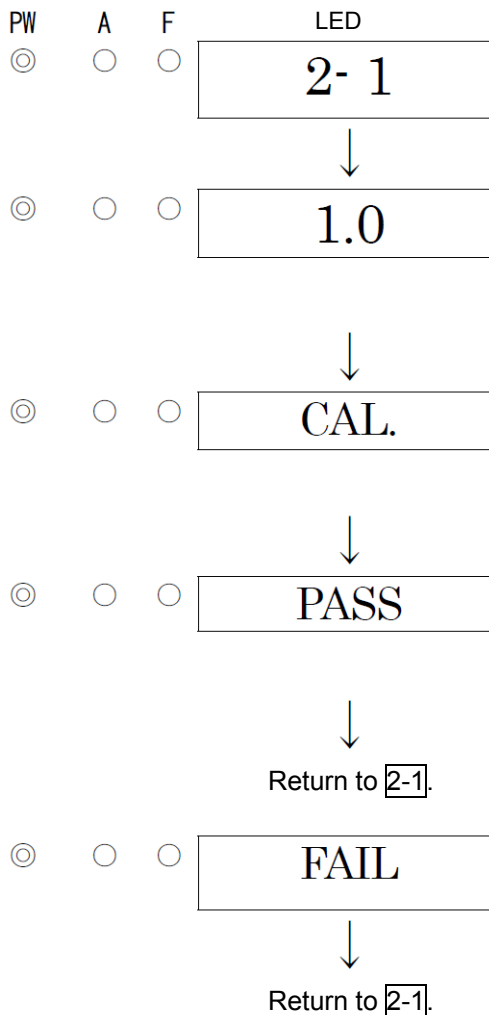 PW A F LED
2- 1
1.0
CAL.
PASS
Return to 2-1.
FAIL
Return to 2-1.